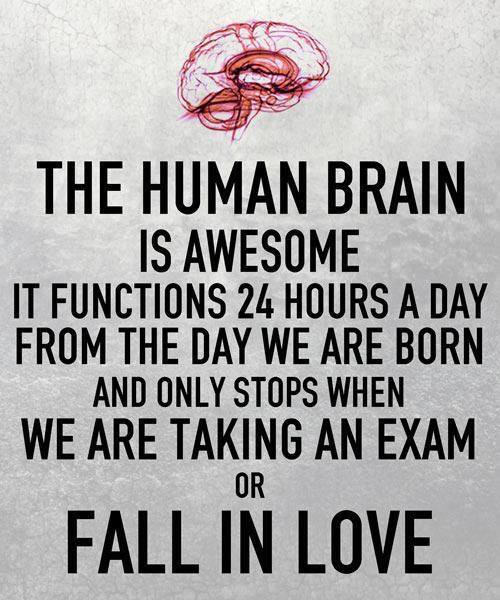 THE HUMAN BRAIN
IS AWESOME
IT FUNCTIONS 24 HOURS A DAY
FROM THE DAY WE ARE BORN
AND ONLY STOPS WHEN
WE ARE TAKING AN EXAM
OR
FALL IN LOVE